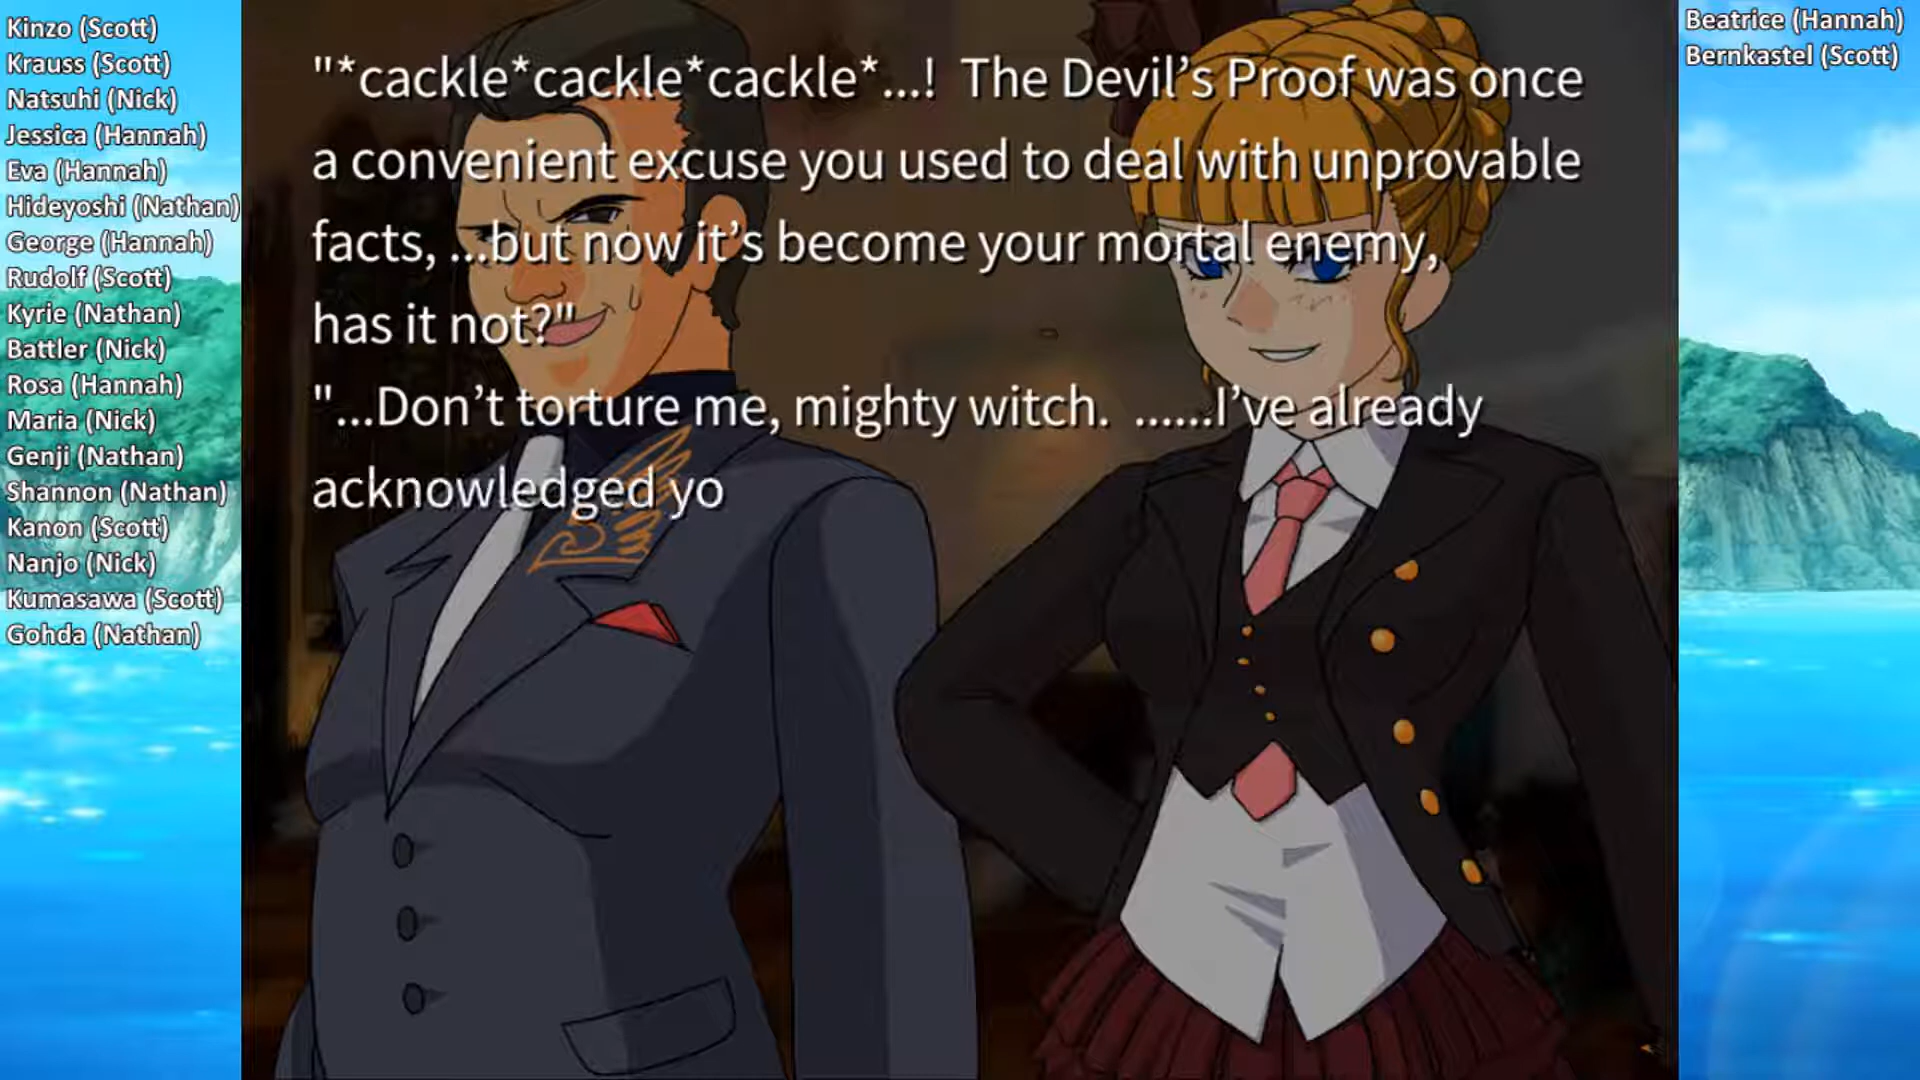 Kinzo (Scott)
Krauss (Scott)
Natsuhi (Nick)
Jessica (Hannah)
Eva (Hannah)
Hideyoshi (Nathan)
George (Hannah)
Rudolf (Scott)
Kyrie (Nathan)
Battler (Nick)
Rosa (Hannah)
Maria (Nick)
Genji (Nathan)
Shannon (Nathan)
Kanon (Scott)
Nanjo (Nick)
Kumasawa (Scott)
Gohda (Nathan)
"*cackle*cackle*cackle*...!  The Devil’s Proof was once
a convenient excuse you used to deal with unprovable
facts, ...but now it’s become your mortal enemy,
has it not?"
"...Don’t torture me, mighty witch.  ......I’ve already
acknowledged yo
Beatrice (Hannah)
Bernkastel (Scott)